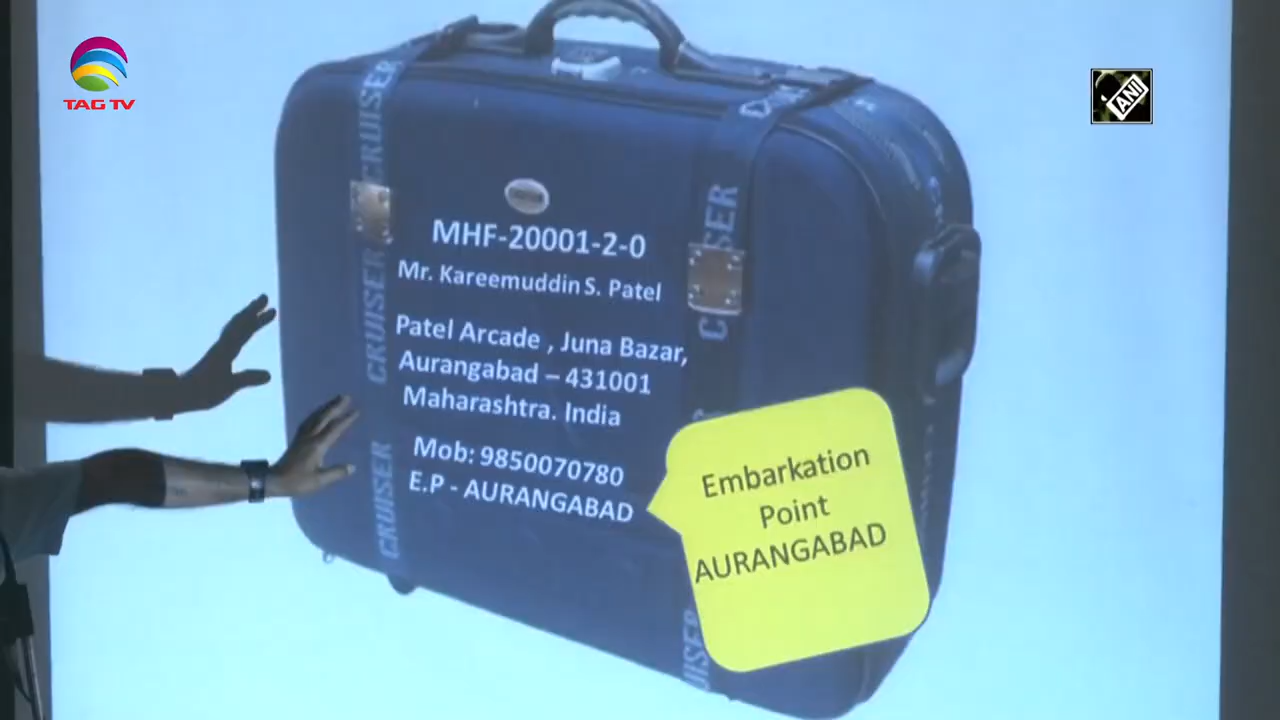 TAG TV
ANI
CRUISER
CRUISER
CRUISER
CRUISER
MHF-20001-2-0
Mr. Kareemuddin S. Patel
Patel Arcade , Juna Bazar,
Aurangabad – 431001
Maharashtra. India
Mob: 9850070780
E.P - AURANGABAD
Embarkation
Point
AURANGABAD